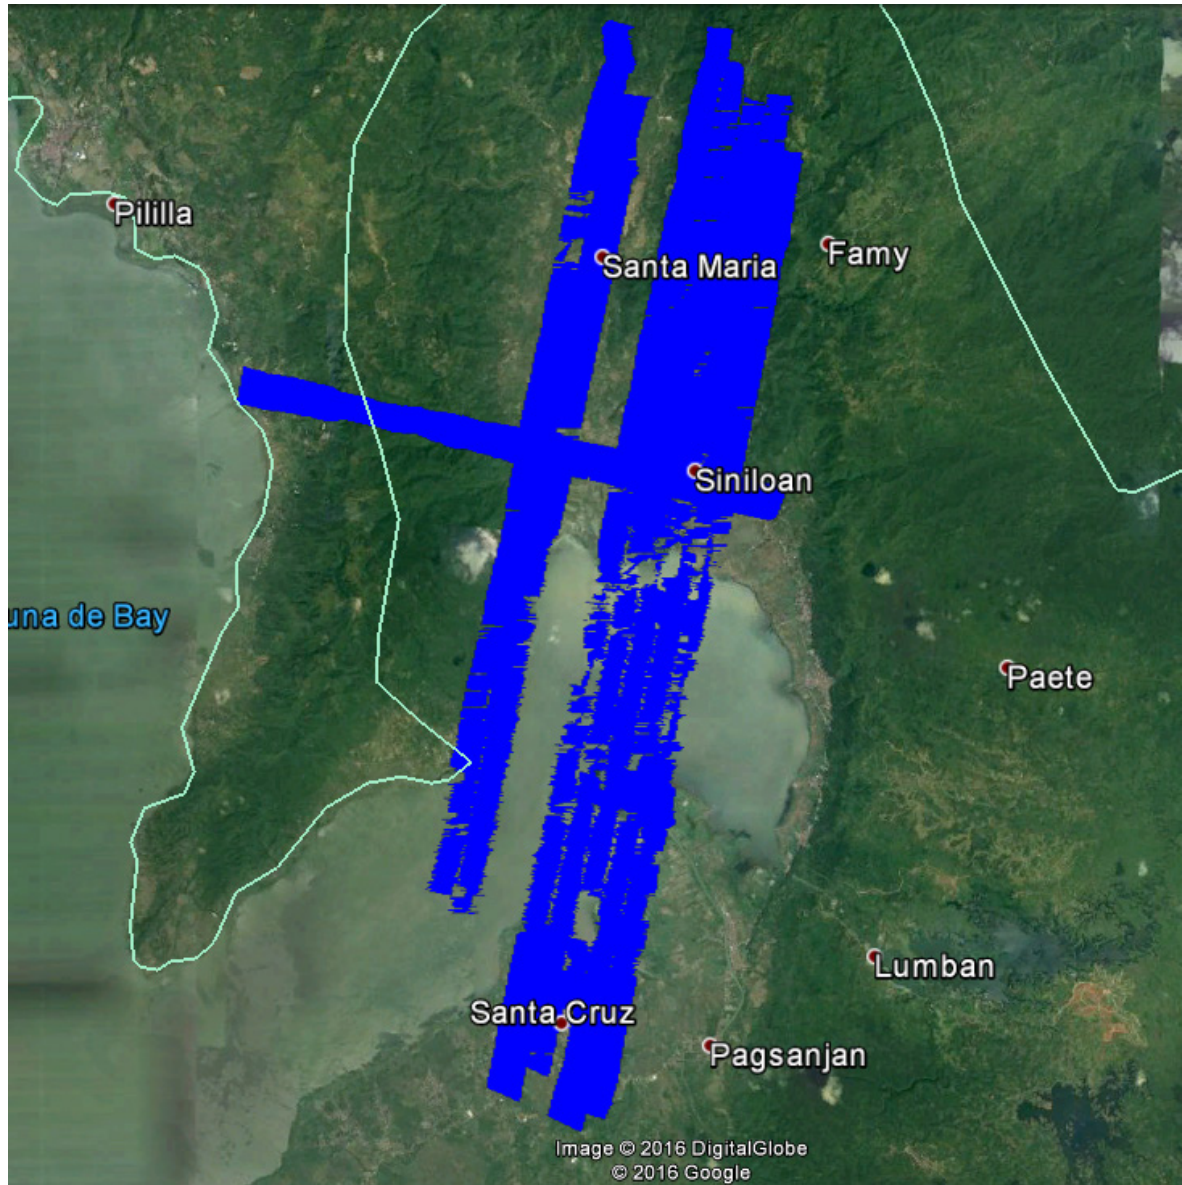 Pililla
Famy
Santa Maria
Siniloan
una de Bay
Paete
Lumban
Santa Cruz
Pagsanjan
Image © 2016 DigitalGlobe
© 2016 Google